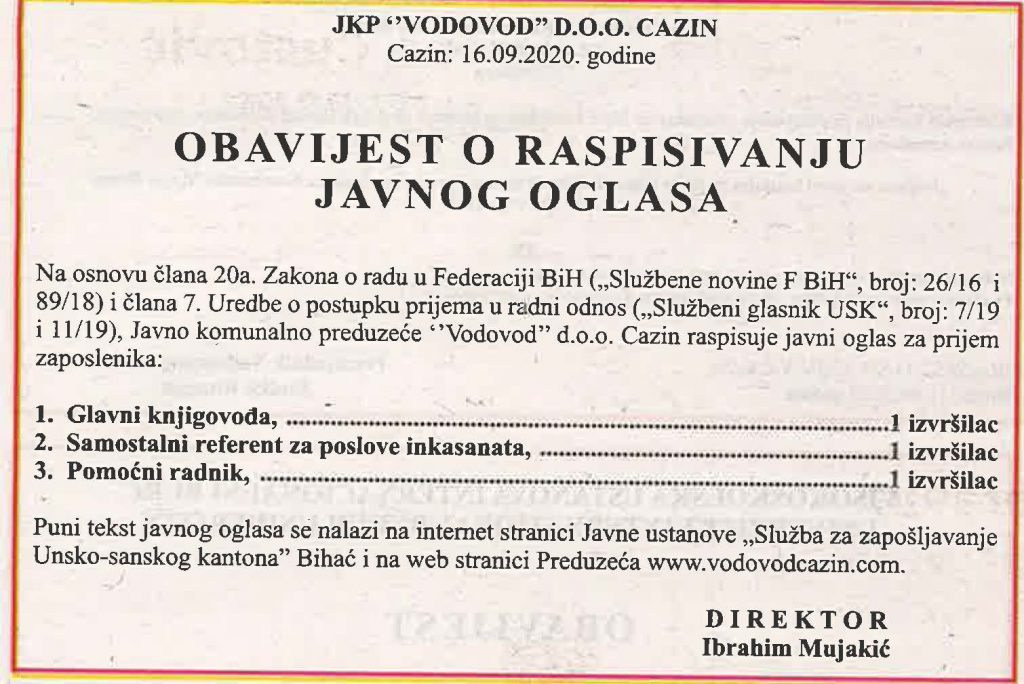 JKP ‘’VODOVOD” D.O.O. CAZIN
Cazin: 16.09.2020. godine
OBAVIJEST O RASPISIVANJU
JAVNOG OGLASA
Na osnovu člana 20a. Zakona o radu u Federaciji BiH („Službene novine F BiH“, broj: 26/16 i
89/18) i člana 7. Uredbe o postupku prijema u radni odnos („Službeni glasnik USK“, broj: 7/19
i 11/19), Javno komunalno preduzeće ‘’Vodovod” d.o.o. Cazin raspisuje javni oglas za prijem
zaposlenika:
1. Glavni knjigovođa, ........................................................................................1 izvršilac
2. Samostalni referent za poslove inkasanata, ...................................................1 izvršilac
3. Pomoćni radnik, ............................................................................................1 izvršilac
Puni tekst javnog oglasa se nalazi na internet stranici Javne ustanove „Služba za zapošljavanje
Unsko-sanskog kantona” Bihać i na web stranici Preduzeća www.vodovodcazin.com.
DIREKTOR
Ibrahim Mujakić
OBAVIJEST